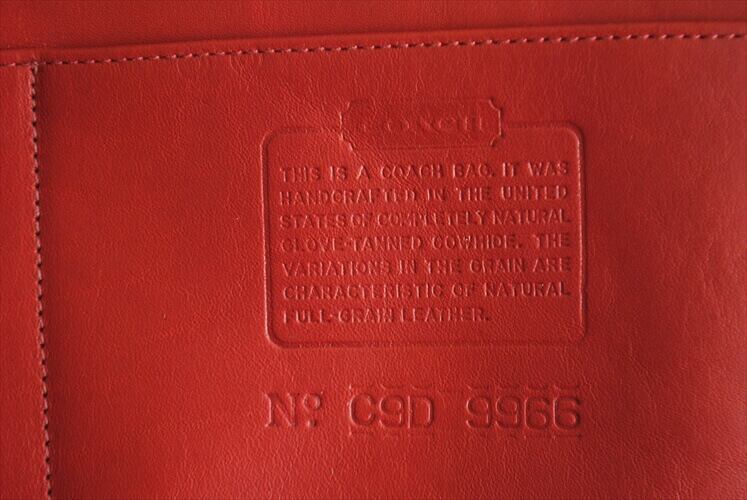 COACH
THIS IS A COACH BAG. IT WAS
HANDCRAFTED IN THE UNITED
STATES OF COMPLETELY NATURAL
GLOVE-TANNED COWHIDE. THE
VARIATIONS IN THE GRAIN ARE
CHARACTERISTIC OF NATURAL
FULL-GRAIN LEATHER.
Nº C9D 9966